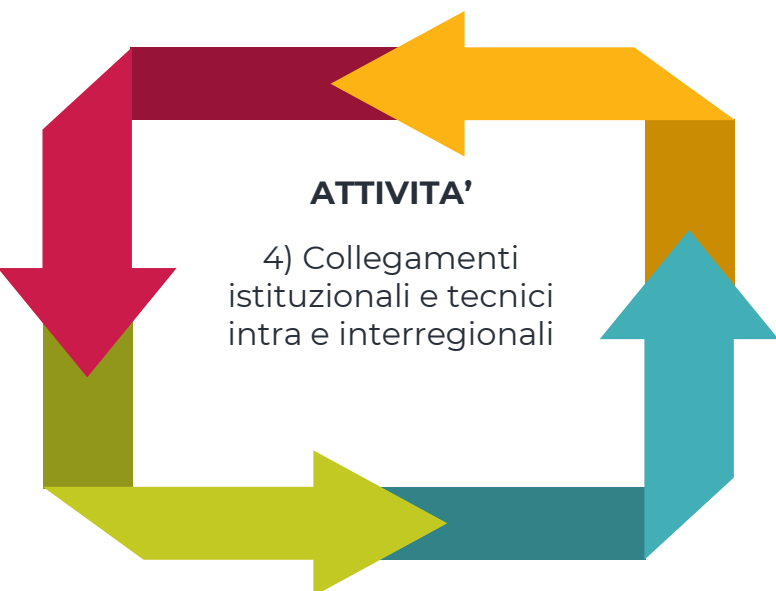 ATTIVITA’
4) Collegamenti
istituzionali e tecnici
intra e interregionali